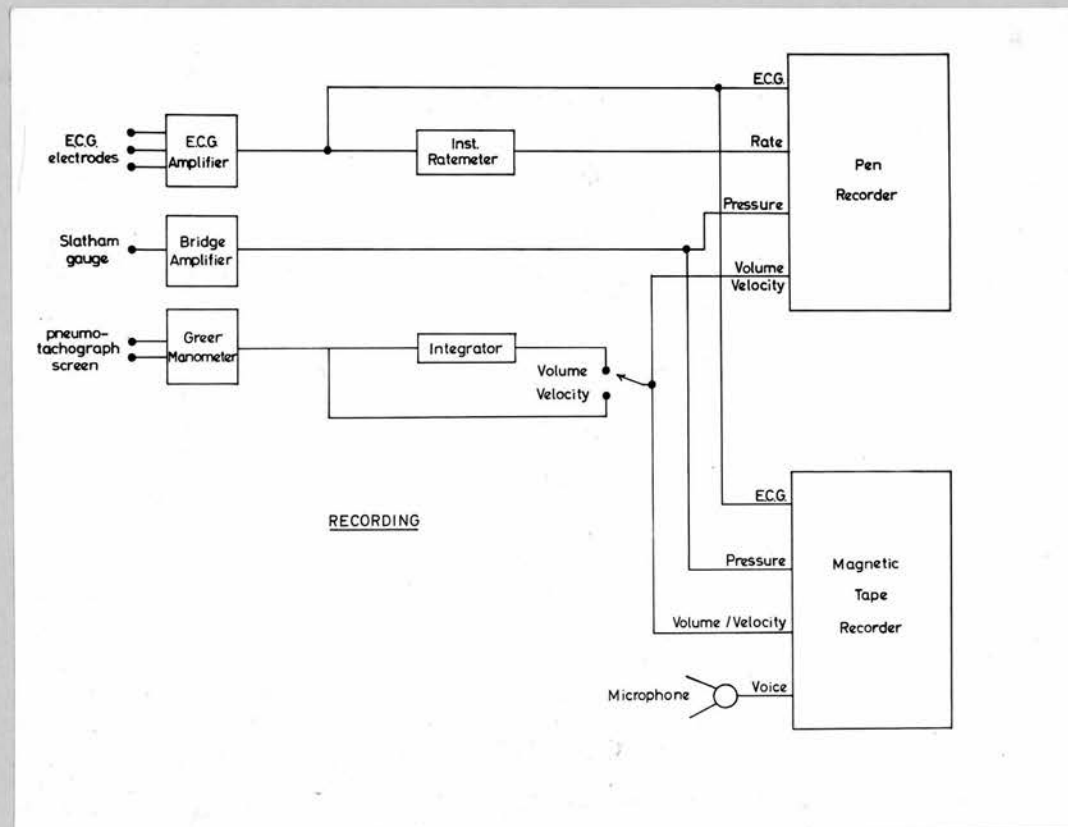 E.C.G.
electrodes
E.C.G.
Amplifier
Inst.
Ratemeter
E.C.G.
Rate
Pressure
Volume
Velocity
Pen
Recorder
Slatham
gauge
Bridge
Amplifier
pneumo-
tachograph
screen
Greer
Manometer
Integrator
Volume
Velocity
RECORDING
E.C.G.
Pressure
Volume / Velocity
Voice
Magnetic
Tape
Recorder
Microphone